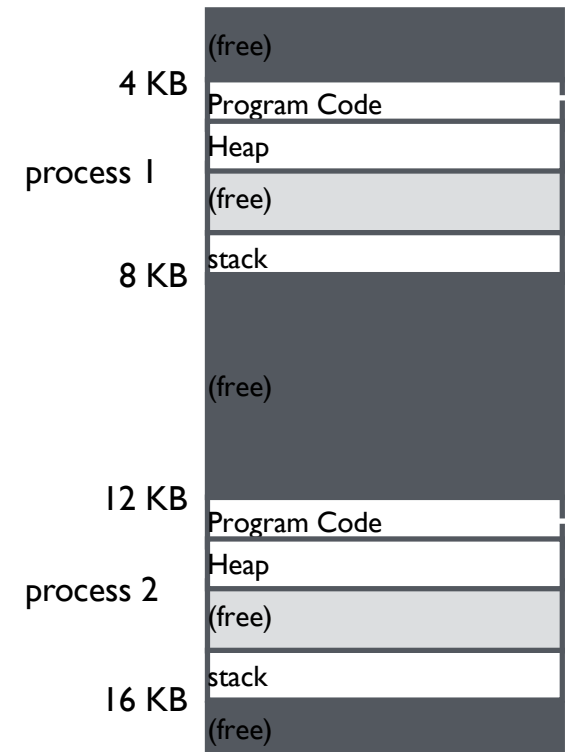 (free)
4 KB
Program Code
Heap
process 1
(free)
stack
8 KB
(free)
12 KB
Program Code
Heap
process 2
(free)
stack
16 KB
(free)